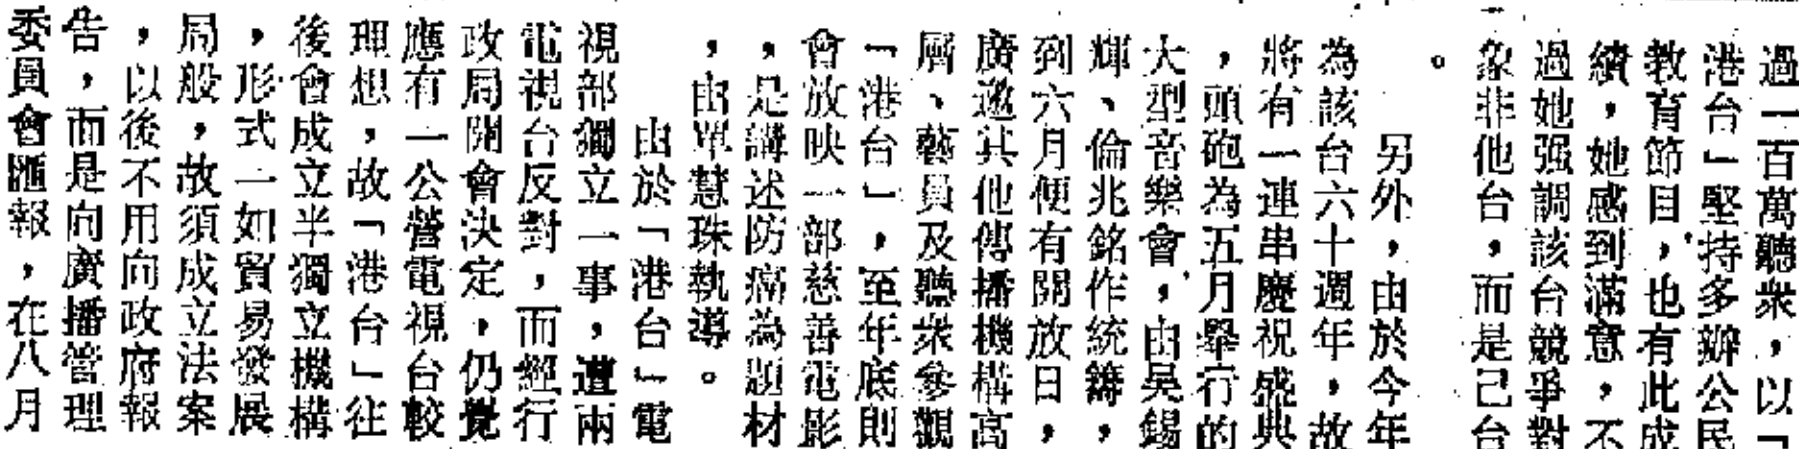 過一百萬聽衆，以「
港台」堅持多辦公民
教育節目，也有此成
績，她感到滿意，不
過她强調該台競爭對
象非他台，而是己台
。
另外，由於今年
為該台六十週年，故
將有一連串慶祝盛典
，頭砲為五月舉行的
大型音樂會，由吳錫
輝、倫兆銘作統籌，
到六月便有開放日，
廣邀其他傳播機構高
層、藝員及聽衆參觀
「港台」，至年底則
會放映一部慈善電影
，是講述防癌為題材
，由單慧珠執導。
由於「港台」電
視部獨立一事，遭兩
電視台反對，而經行
政局開會決定，仍覺
應有一公營電視台較
理想，故「港台」往
後會成立半獨立機構
，形式一如貿易發展
局般，故須成立法案
，以後不用向政府報
告，而是向廣播管理
委員會匯報，在八月